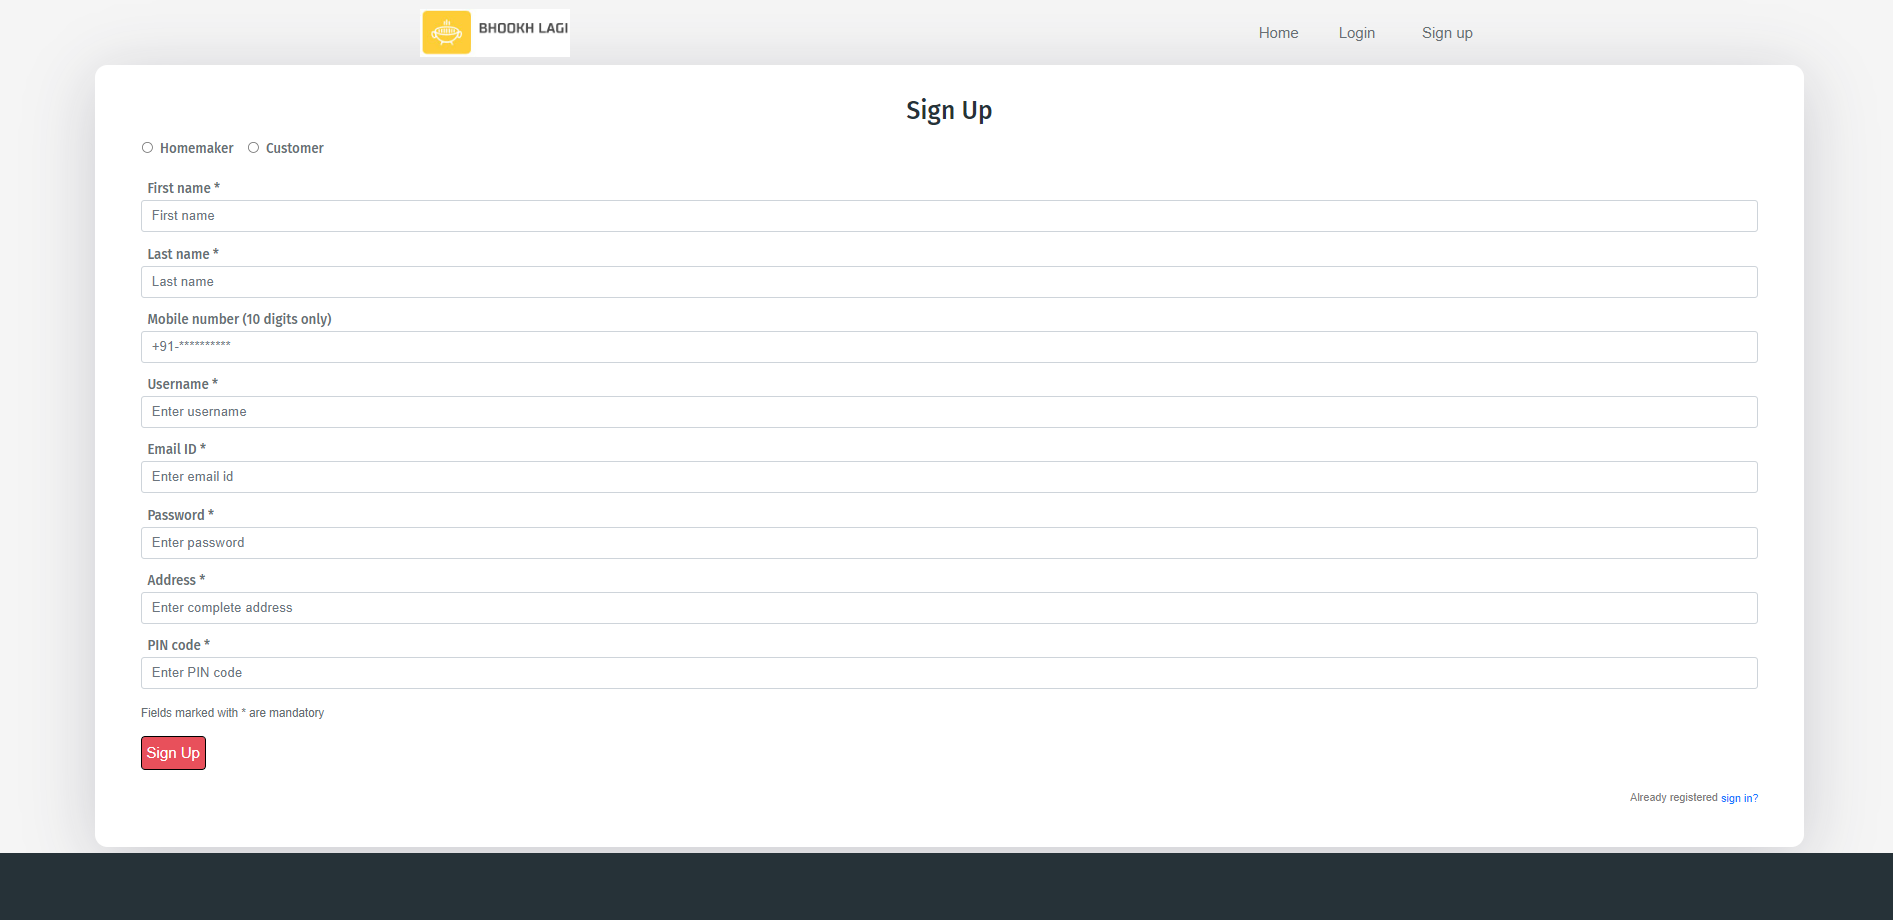 BHOOKH LAGI
Home Login Sign up
Sign Up
Homemaker Customer
First name *
First name
Last name *
Last name
Mobile number (10 digits only)
+91-**********
Username *
Enter username
Email ID *
Enter email id
Password *
Enter password
Address *
Enter complete address
PIN code *
Enter PIN code
Fields marked with * are mandatory
Sign Up
Already registered sign in?